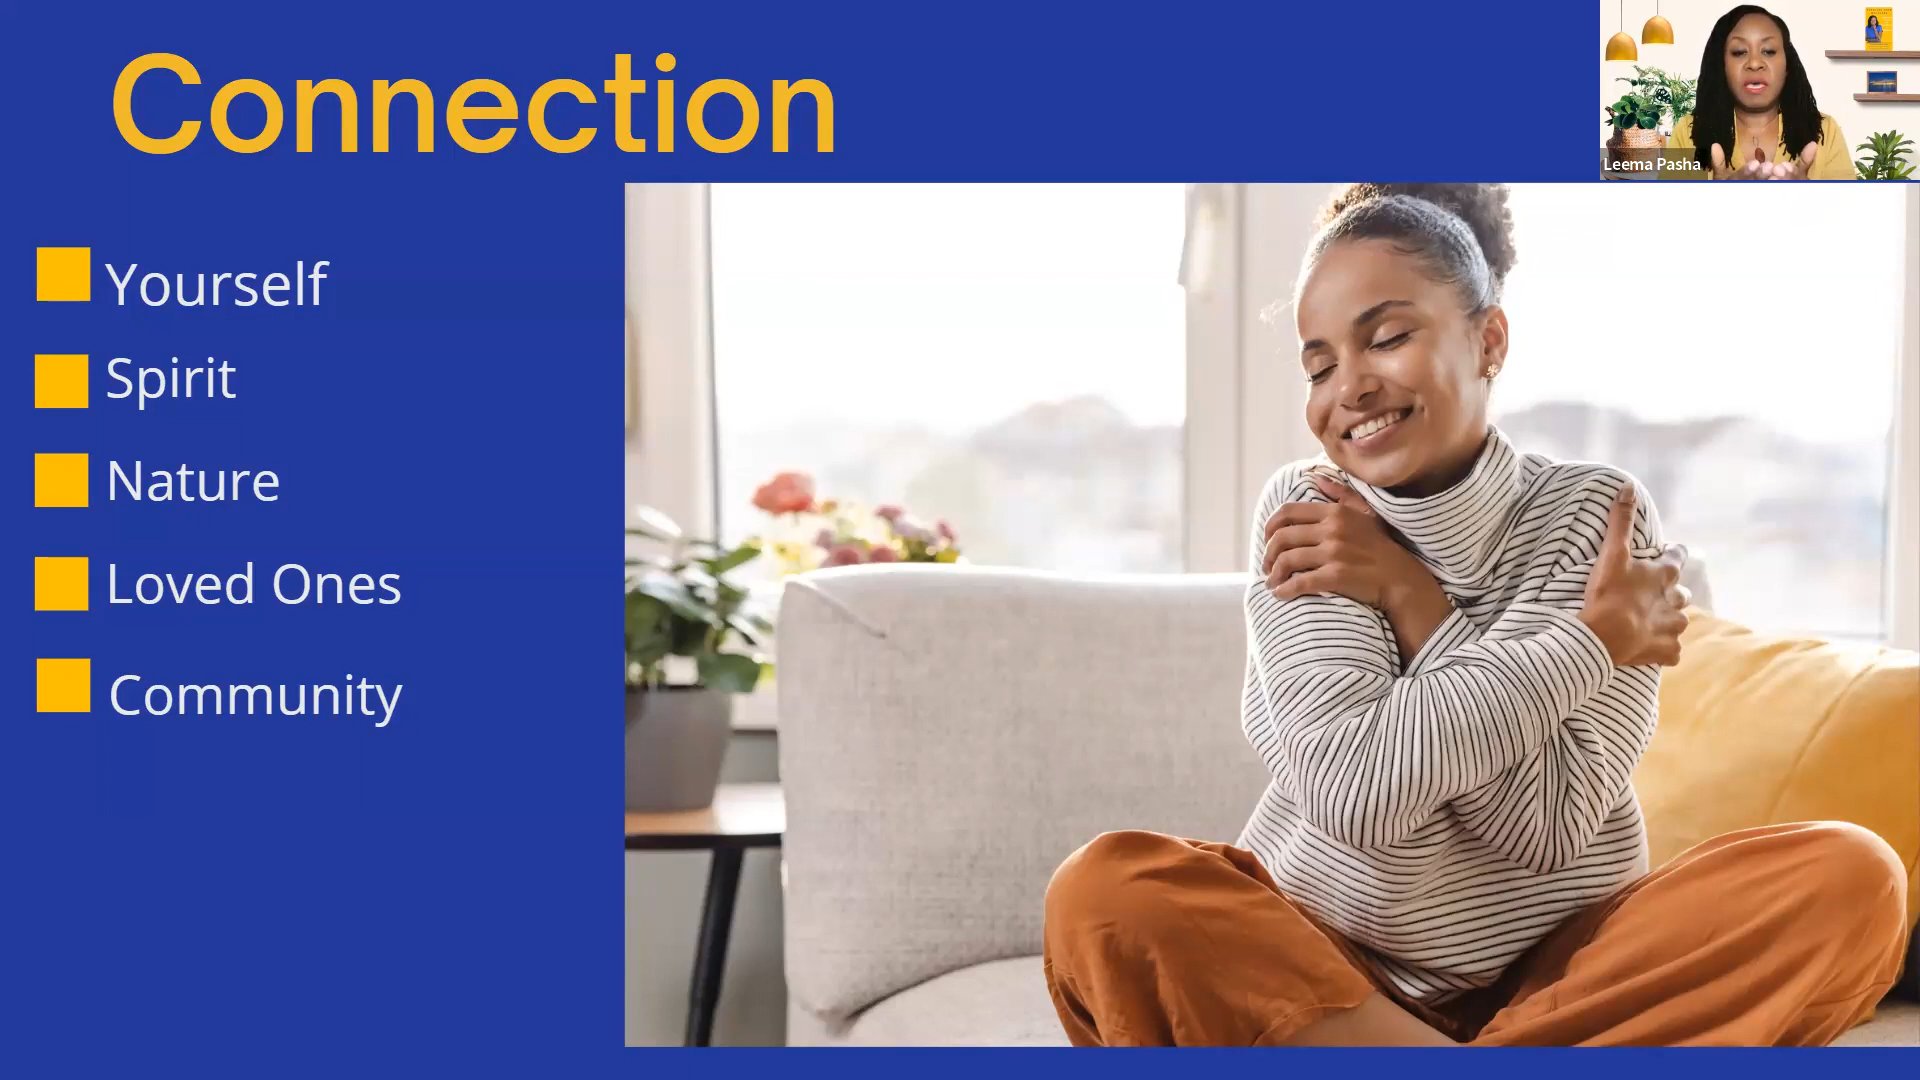 Connection
Leema Pasha
Yourself
Spirit
Nature
Loved Ones
Community